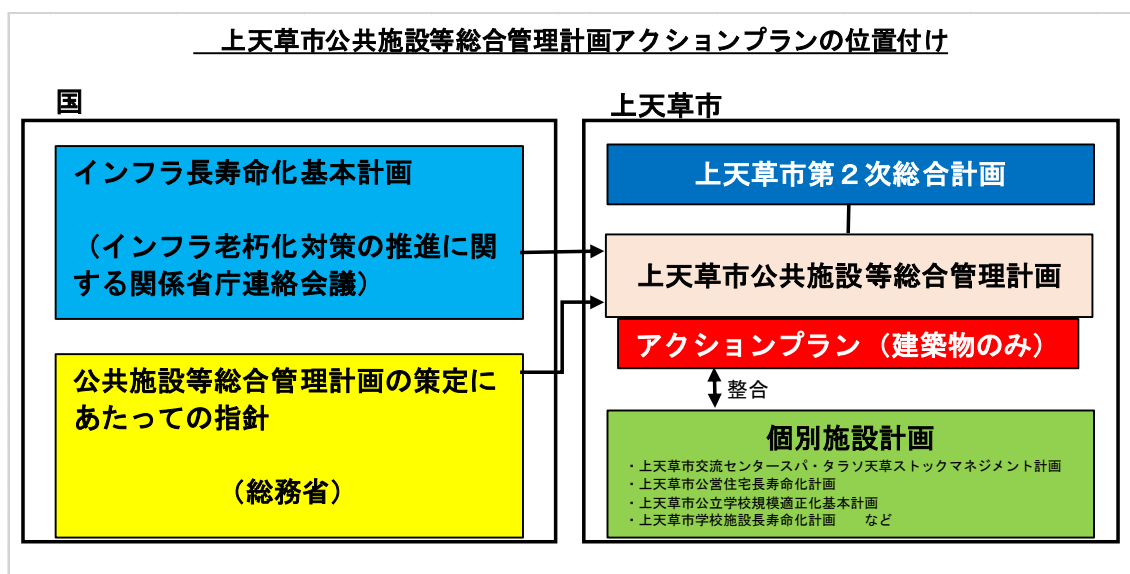 上天草市公共施設等総合管理計画アクションプランの位置付け
国
インフラ長寿命化基本計画
（インフラ老朽化対策の推進に関
する関係省庁連絡会議）
公共施設等総合管理計画の策定に
あたっての指針
（総務省）
上天草市
上天草市第２次総合計画
上天草市公共施設等総合管理計画
アクションプラン（建築物のみ）
整合
個別施設計画
・上天草市交流センタースパ・タラソ天草ストックマネジメント計画
・上天草市公営住宅長寿命化計画
・上天草市公立学校規模適正化基本計画
・上天草市学校施設長寿命化計画　　など